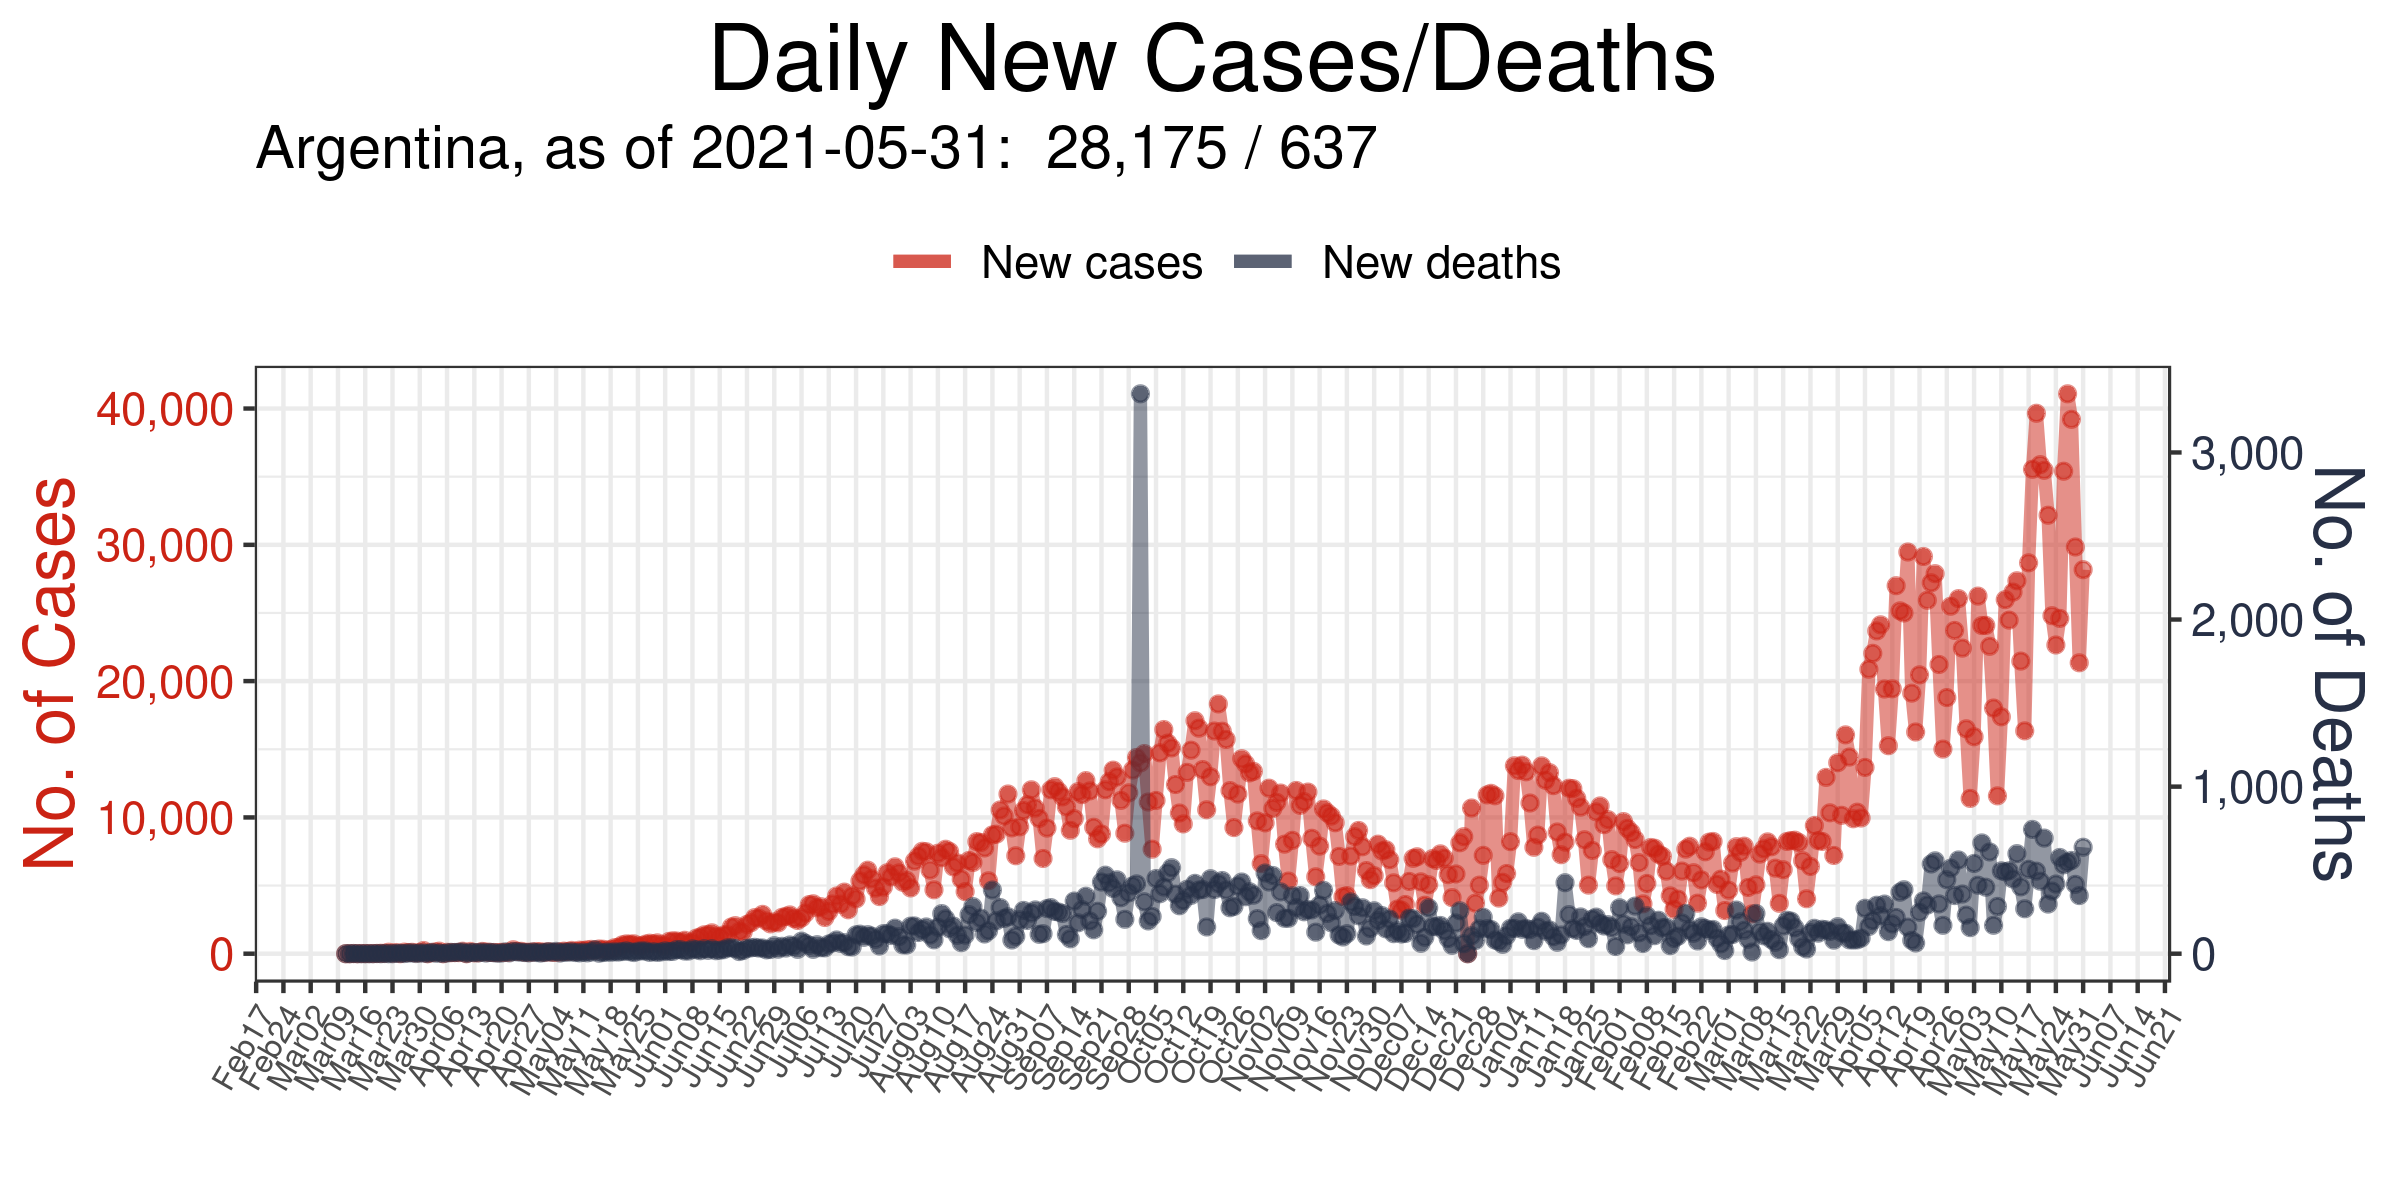 Daily New Cases/Deaths
Argentina, as of 2021-05-31:  28,175 / 637
New cases
New deaths
No. of Cases
40,000
30,000
20,000
10,000
0
3,000
2,000
1,000
0
No. of Deaths
Feb17
Feb24
Mar02
Mar09
Mar16
Mar23
Mar30
Apr06
Apr13
Apr20
Apr27
May04
May11
May18
May25
Jun01
Jun08
Jun15
Jun22
Jun29
Jul06
Jul13
Jul20
Jul27
Aug03
Aug10
Aug17
Aug24
Aug31
Sep07
Sep14
Sep21
Sep28
Oct05
Oct12
Oct19
Oct26
Nov02
Nov09
Nov16
Nov23
Nov30
Dec07
Dec14
Dec21
Dec28
Jan04
Jan11
Jan18
Jan25
Feb01
Feb08
Feb15
Feb22
Mar01
Mar08
Mar15
Mar22
Mar29
Apr05
Apr12
Apr19
Apr26
May03
May10
May17
May24
May31
Jun07
Jun14
Jun21